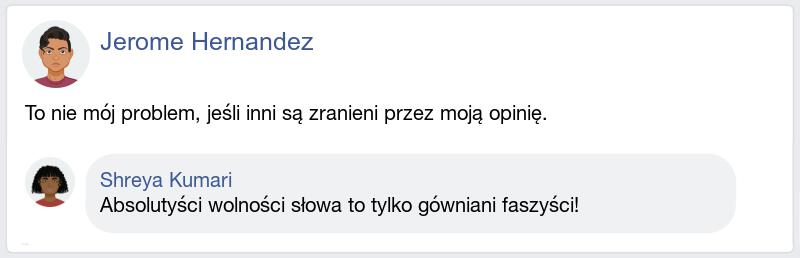 Jerome Hernandez
To nie mój problem, jeśli inni są zranieni przez moją opinię.
Shreya Kumari
Absolutyści wolności słowa to tylko gówniani faszyści!